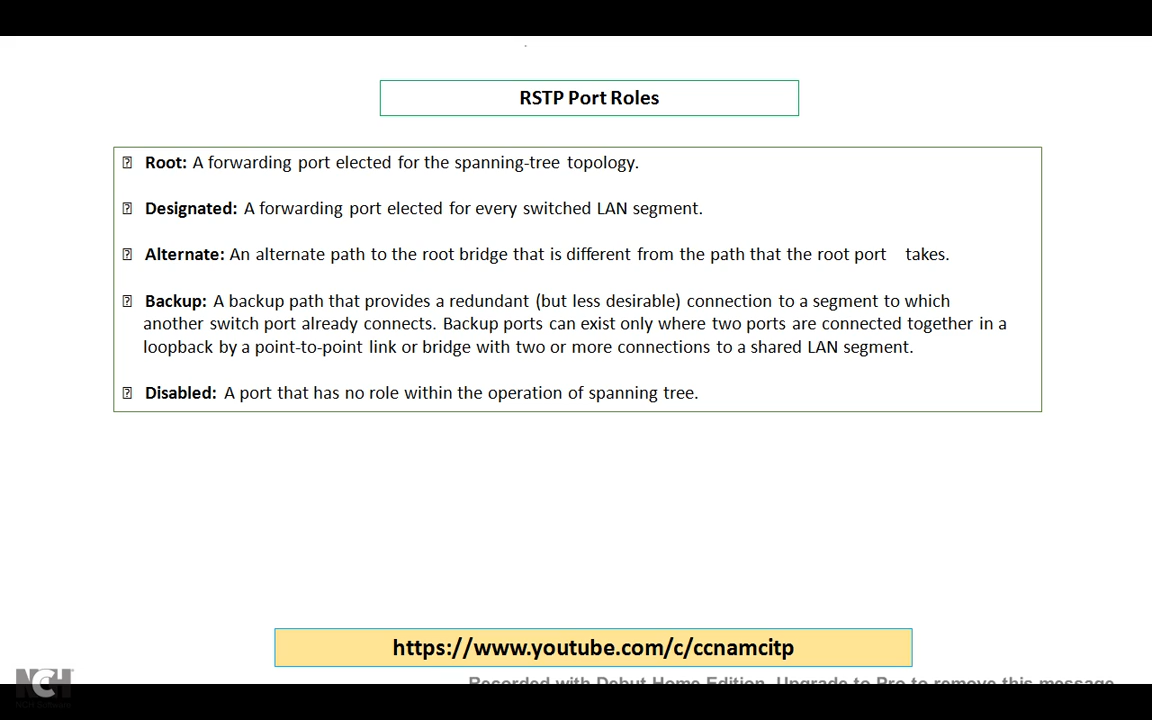 RSTP Port Roles
Root: A forwarding port elected for the spanning-tree topology.
Designated: A forwarding port elected for every switched LAN segment.
Alternate: An alternate path to the root bridge that is different from the path that the root port takes.
Backup: A backup path that provides a redundant (but less desirable) connection to a segment to which
another switch port already connects. Backup ports can exist only where two ports are connected together in a
loopback by a point-to-point link or bridge with two or more connections to a shared LAN segment.
Disabled: A port that has no role within the operation of spanning tree.
https://www.youtube.com/c/ccnamcitp
Recorded with Debut Home Edition. Upgrade to Pro to remove this message
NCH
NCH Software